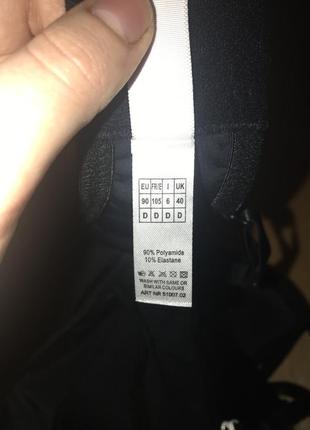 EU FR/E I UK
90 105 6 40
D D D D
90% Polyamide
10% Elastane
WASH WITH SAME OR
SIMILAR COLOURS
ART NR 51007.02